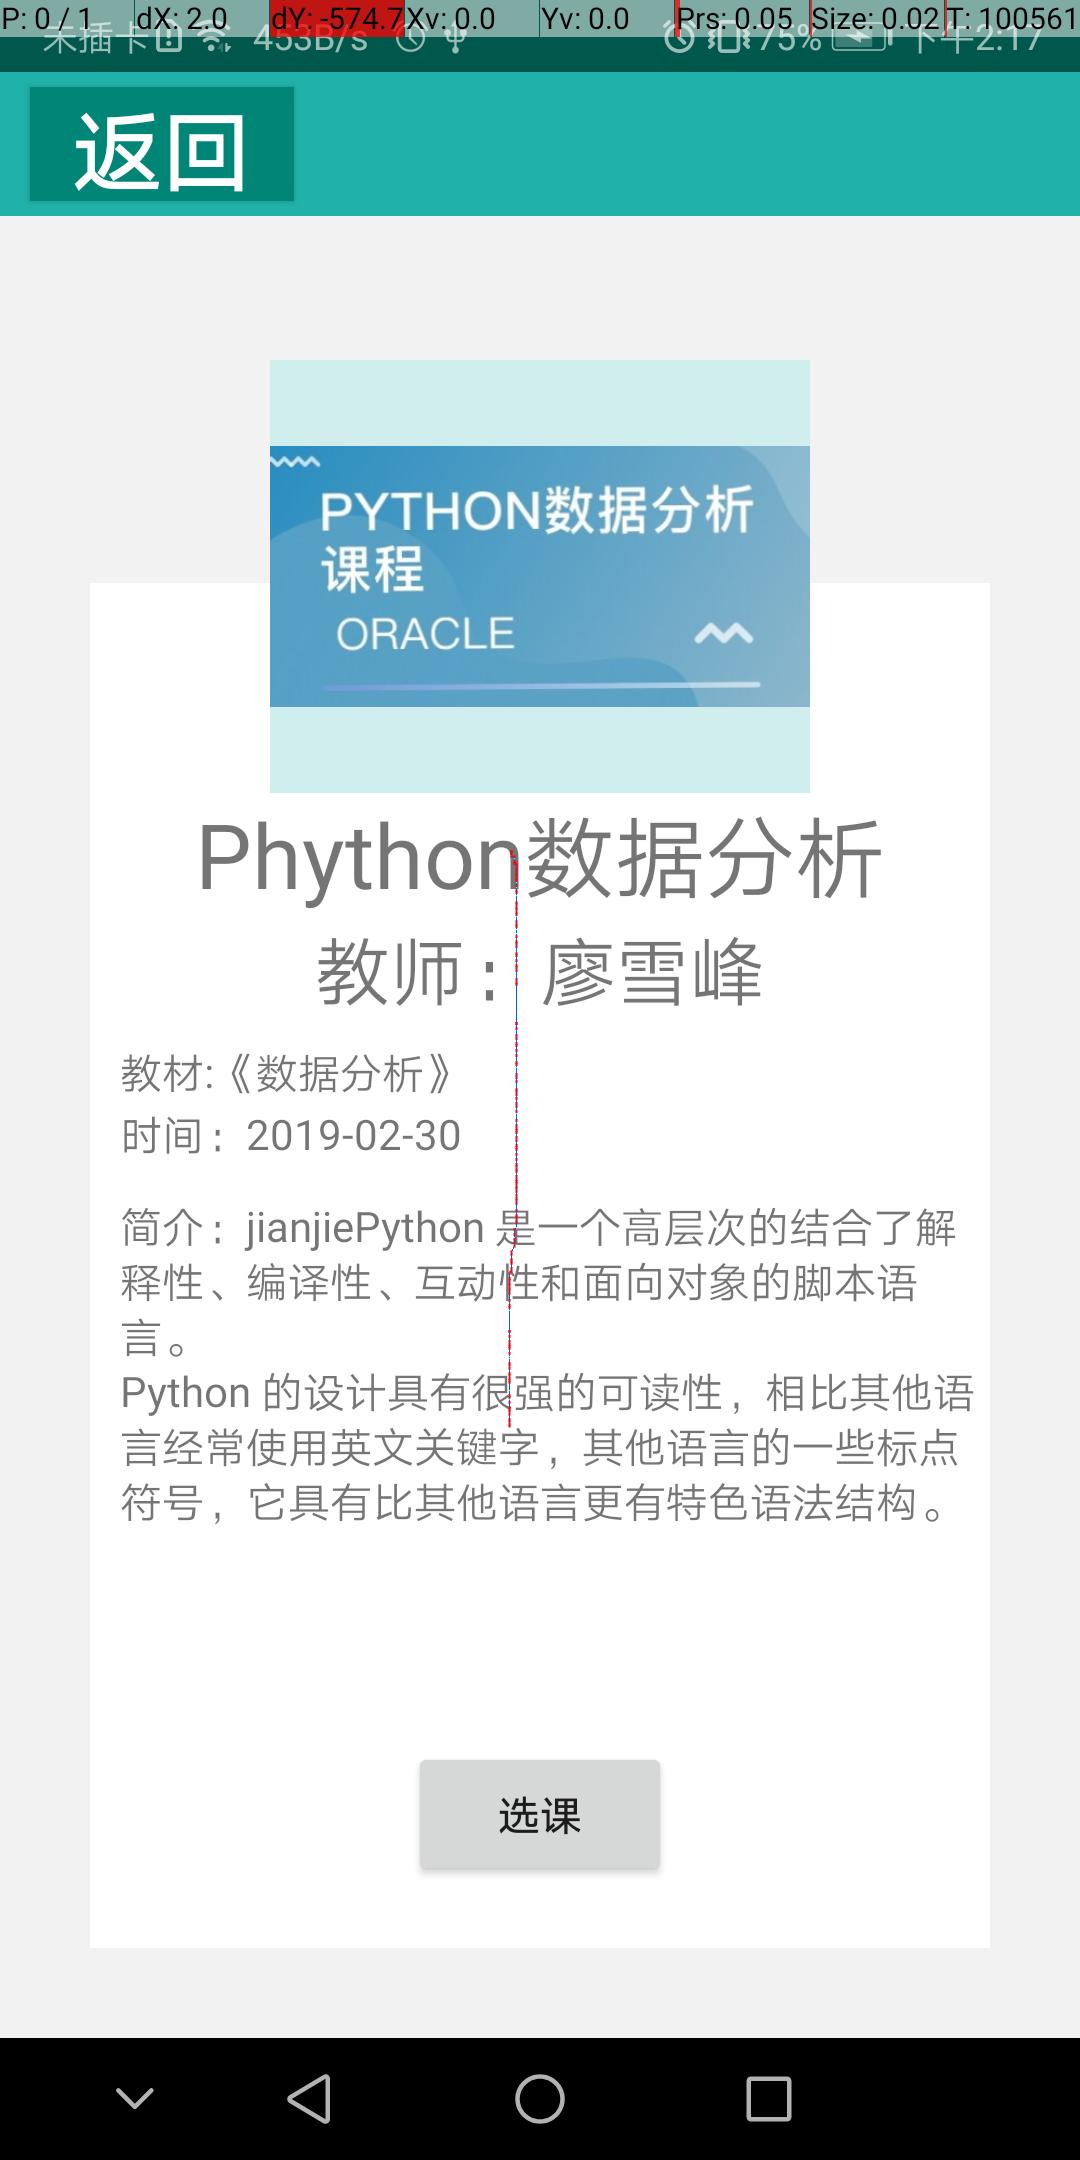 P: 0 / 1 dX: 2.0 dY: -574.7 Xv: 0.0 Yv: 0.0 Prs: 0.05 Size: 0.02 T: 100561
未插卡 453B/s 75% 下午2:17
返回
PYTHON数据分析
课程
ORACLE
Phython数据分析
教师：廖雪峰
教材:《数据分析》
时间：2019-02-30
简介：jianjiePython 是一个高层次的结合了解
释性、编译性、互动性和面向对象的脚本语
言。
Python 的设计具有很强的可读性，相比其他语
言经常使用英文关键字，其他语言的一些标点
符号，它具有比其他语言更有特色语法结构。
选课